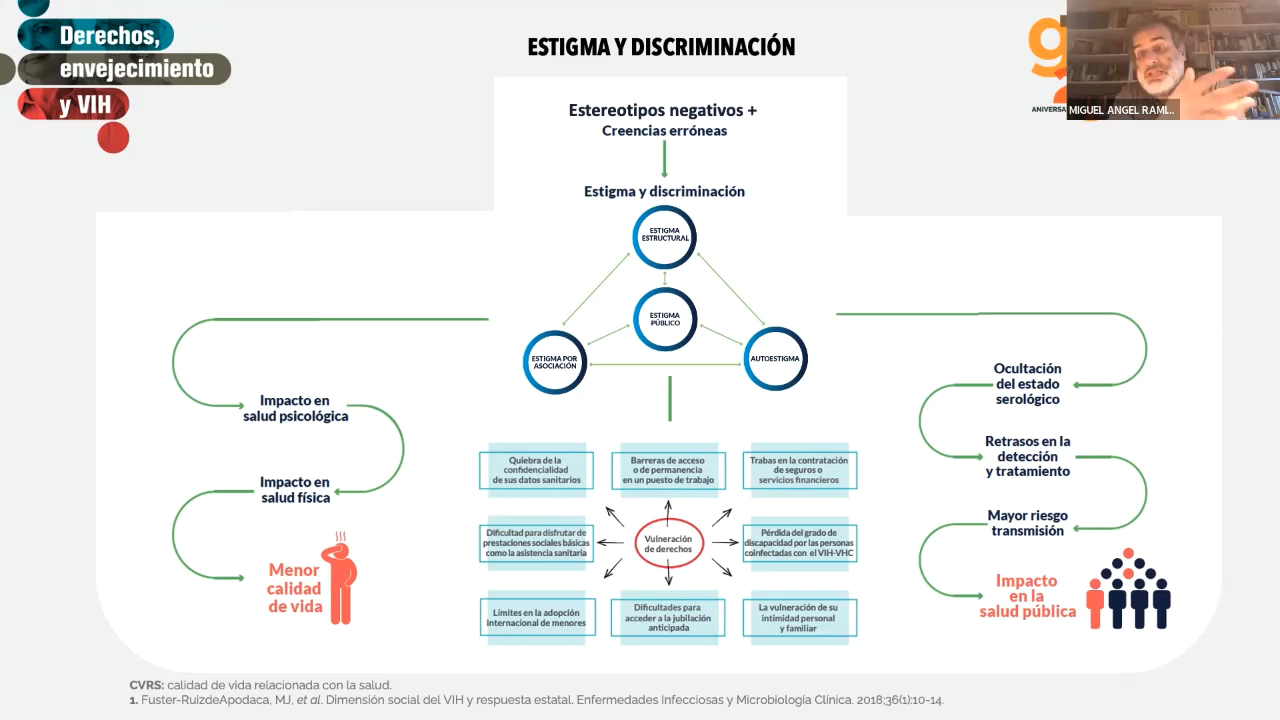 Derechos,
envejecimiento
y VIH
ESTIGMA Y DISCRIMINACIÓN
g
ANIVERSA
MIGUEL ANGEL RAMI...
Estereotipos negativos +
Creencias erróneas
Estigma y discriminación
ESTIGMA
ESTRUCTURAL
ESTIGMA
PÚBLICO
ESTIGMA POR
ASOCIACIÓN
AUTOESTIGMA
Impacto en
salud psicológica
Impacto en
salud física
Menor
calidad
de vida
Quiebra de la
confidencialidad
de sus datos sanitarios
Barreras de acceso
o de permanencia
en un puesto de trabajo
Trabas en la contratación
de seguros o
servicios financieros
Dificultad para disfrutar de
prestaciones sociales básicas
como la asistencia sanitaria
Vulneración
de derechos
Pérdida del grado de
discapacidad por las personas
coinfectadas con el VIH-VHC
Límites en la adopción
internacional de menores
Dificultades para
acceder a la jubilación
anticipada
La vulneración de su
intimidad personal
y familiar
Ocultación
del estado
serológico
Retrasos en la
detección
y tratamiento
Mayor riesgo
transmisión
Impacto
en la
salud pública
CVRS: calidad de vida relacionada con la salud.
1. Fuster-RuizdeApodaca, MJ, et al. Dimensión social del VIH y respuesta estatal. Enfermedades Infecciosas y Microbiología Clínica. 2018;36(1):10-14.